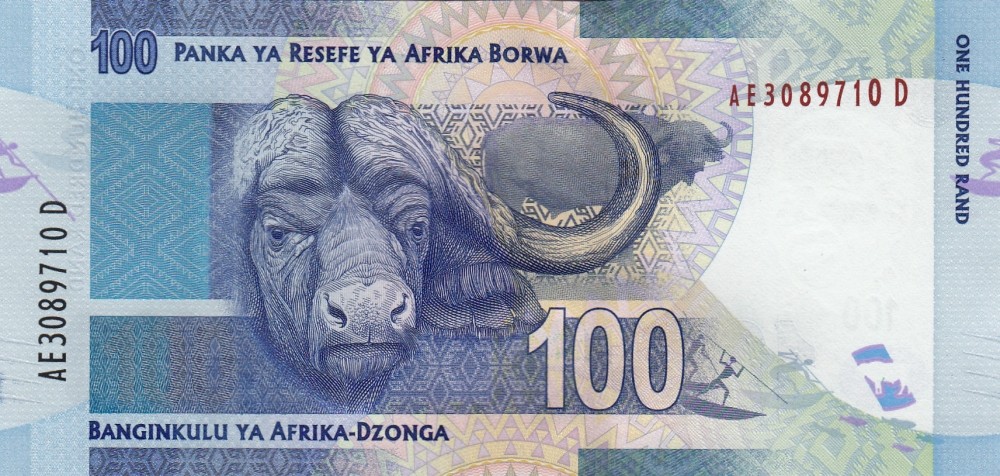 100 PANKA YA RESEFE YA AFRIKA BORWA
AE3089710 D
ONE HUNDRED RAND
AE3089710 D
100
BANGINKULU YA AFRIKA-DZONGA